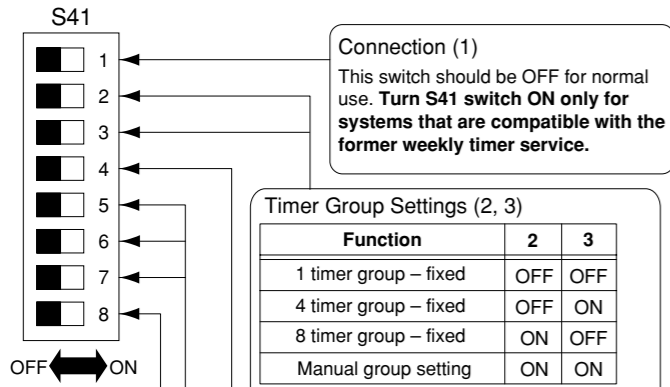 S41
1
2
3
4
5
6
7
8
OFF ON
Connection (1)
This switch should be OFF for normal
use. Turn S41 switch ON only for
systems that are compatible with the
former weekly timer service.
Timer Group Settings (2, 3)
Function 2 3
1 timer group – fixed OFF OFF
4 timer group – fixed OFF ON
8 timer group – fixed ON OFF
Manual group setting ON ON